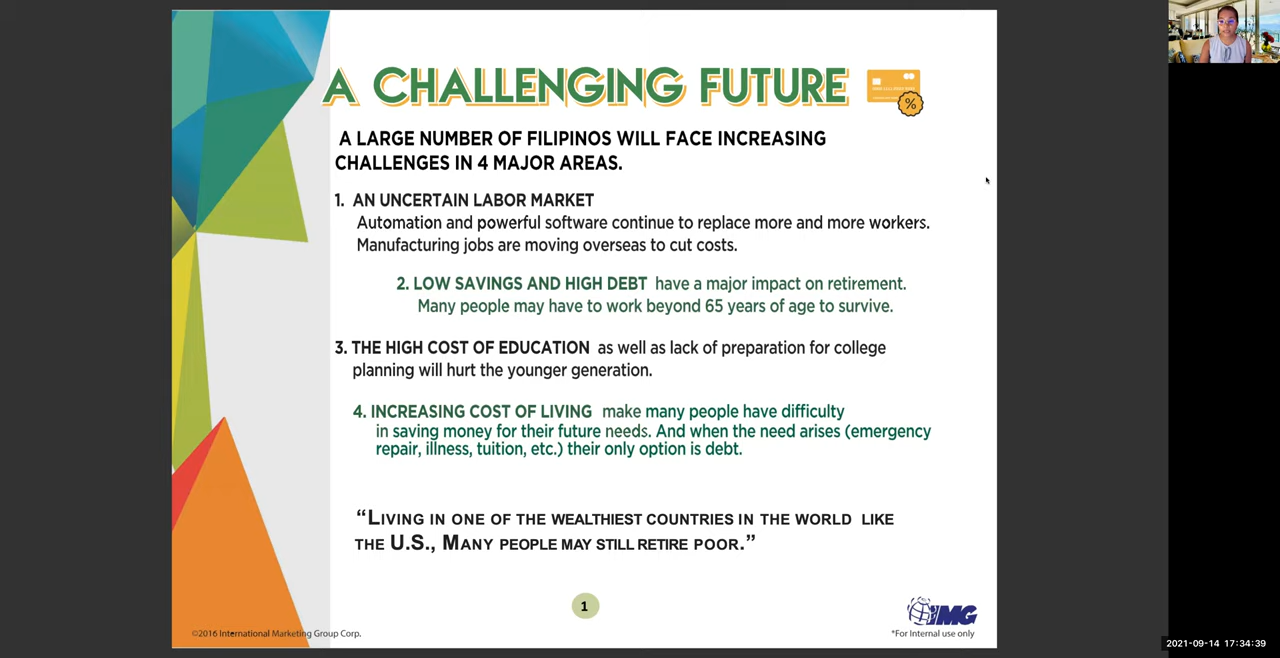 A CHALLENGING FUTURE
%
A LARGE NUMBER OF FILIPINOS WILL FACE INCREASING
CHALLENGES IN 4 MAJOR AREAS.
1. AN UNCERTAIN LABOR MARKET
Automation and powerful software continue to replace more and more workers.
Manufacturing jobs are moving overseas to cut costs.
2. LOW SAVINGS AND HIGH DEBT have a major impact on retirement.
Many people may have to work beyond 65 years of age to survive.
3. THE HIGH COST OF EDUCATION as well as lack of preparation for college
planning will hurt the younger generation.
4. INCREASING COST OF LIVING make many people have difficulty
in saving money for their future needs. And when the need arises (emergency
repair, illness, tuition, etc.) their only option is debt.
“LIVING IN ONE OF THE WEALTHIEST COUNTRIES IN THE WORLD LIKE
THE U.S., MANY PEOPLE MAY STILL RETIRE POOR.”
1
IMG
©2016 International Marketing Group Corp.
*For Internal use only
2021-09-14 17:34:39